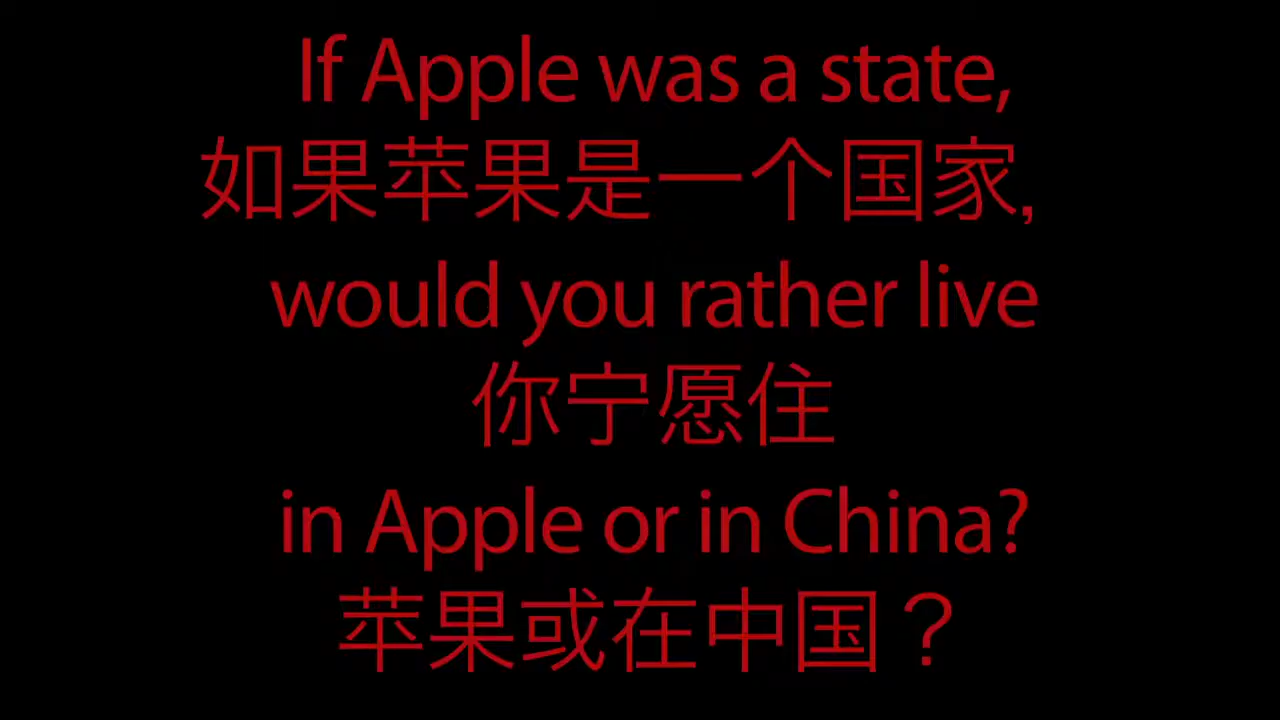 If Apple was a state,
如果苹果是一个国家,
would you rather live
你宁愿住
in Apple or in China?
苹果或在中国？